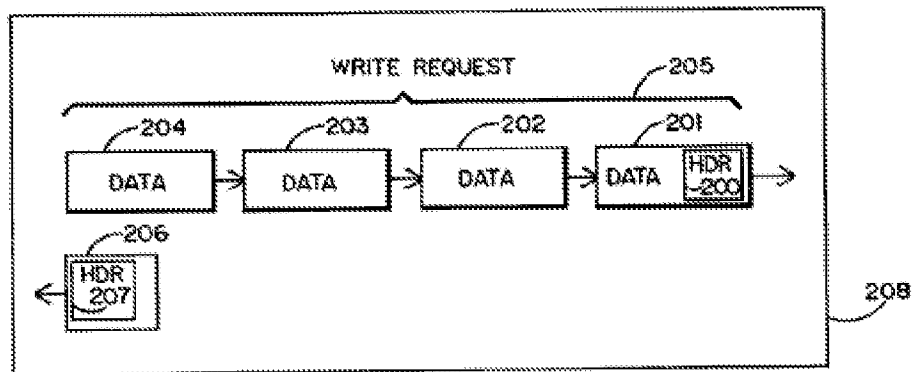 WRITE REQUEST
205
204
203
202
201
DATA
DATA
DATA
DATA
HDR
200
206
HDR
207
208